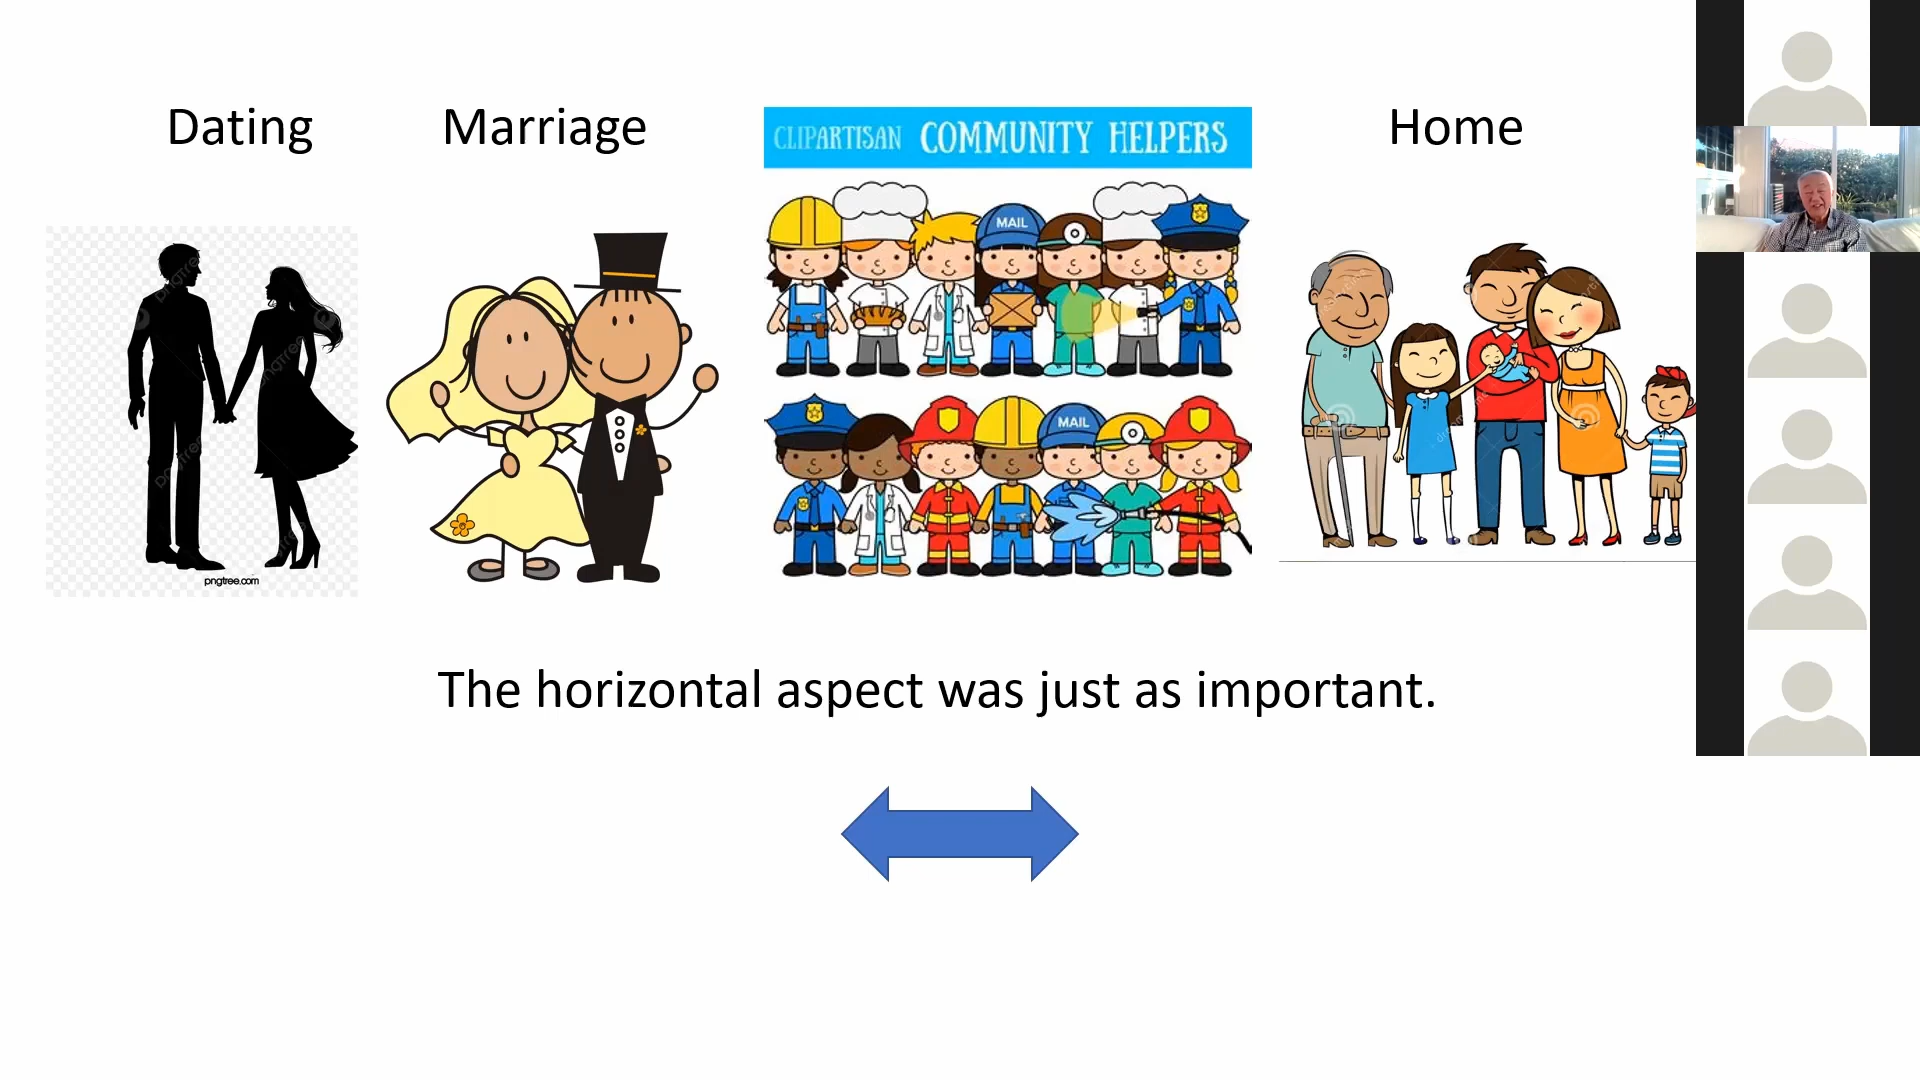 Dating
Marriage
CLIPARTISAN COMMUNITY HELPERS
Home
MAIL
MAIL
pngtree.com
The horizontal aspect was just as important.